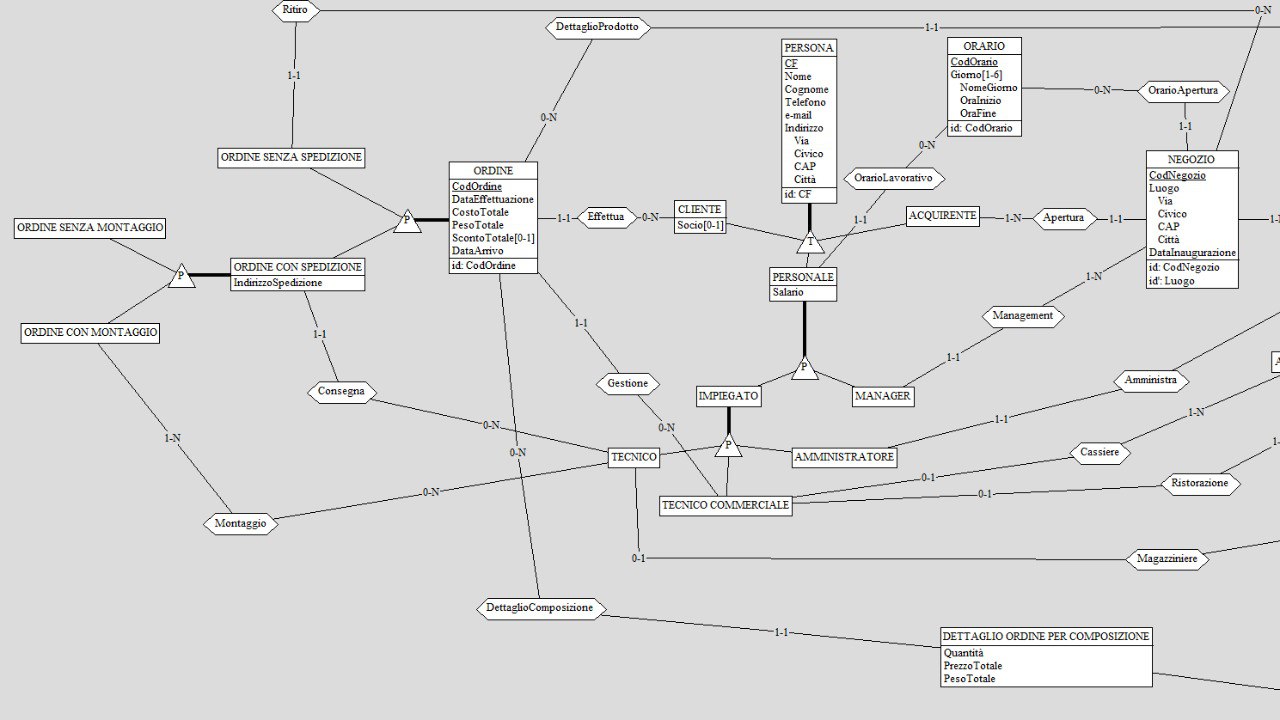 ORDINE SENZA MONTAGGIO
ORDINE CON MONTAGGIO
P
1-N
Montaggio
0-N
ORDINE CON SPEDIZIONE
IndirizzoSpedizione
ORDINE SENZA SPEDIZIONE
1-1
Ritiro
0-N
1-1
Consegna
0-N
P
ORDINE
CodOrdine
DataEffettuazione
CostoTotale
PesoTotale
ScontoTotale[0-1]
DataArrivo
id: CodOrdine
0-N
DettaglioProdotto
1-1
0-N
DettaglioComposizione
1-1
1-1
Effettua
0-N
1-1
Gestione
0-N
CLIENTE
Socio[0-1]
TECNICO
0-1
Magazziniere
TECNICO COMMERCIALE
P
IMPIEGATO
AMMINISTRATORE
P
MANAGER
PERSONALE
Salario
T
PERSONA
CF
Nome
Cognome
Telefono
e-mail
Indirizzo
Via
Civico
CAP
Città
id: CF
1-1
OrarioLavorativo
0-N
ORARIO
CodOrario
Giorno[1-6]
NomeGiorno
OraInizio
OraFine
id: CodOrario
0-N
OrarioApertura
1-1
ACQUIRENTE
1-N
Apertura
1-1
1-1
Management
1-N
NEGOZIO
CodNegozio
Luogo
Via
Civico
CAP
Città
DataInaugurazione
id: CodNegozio
id': Luogo
1-1
Amministra
0-1
Cassiere
1-N
0-1
Ristorazione
DETTAGLIO ORDINE PER COMPOSIZIONE
Quantità
PrezzoTotale
PesoTotale